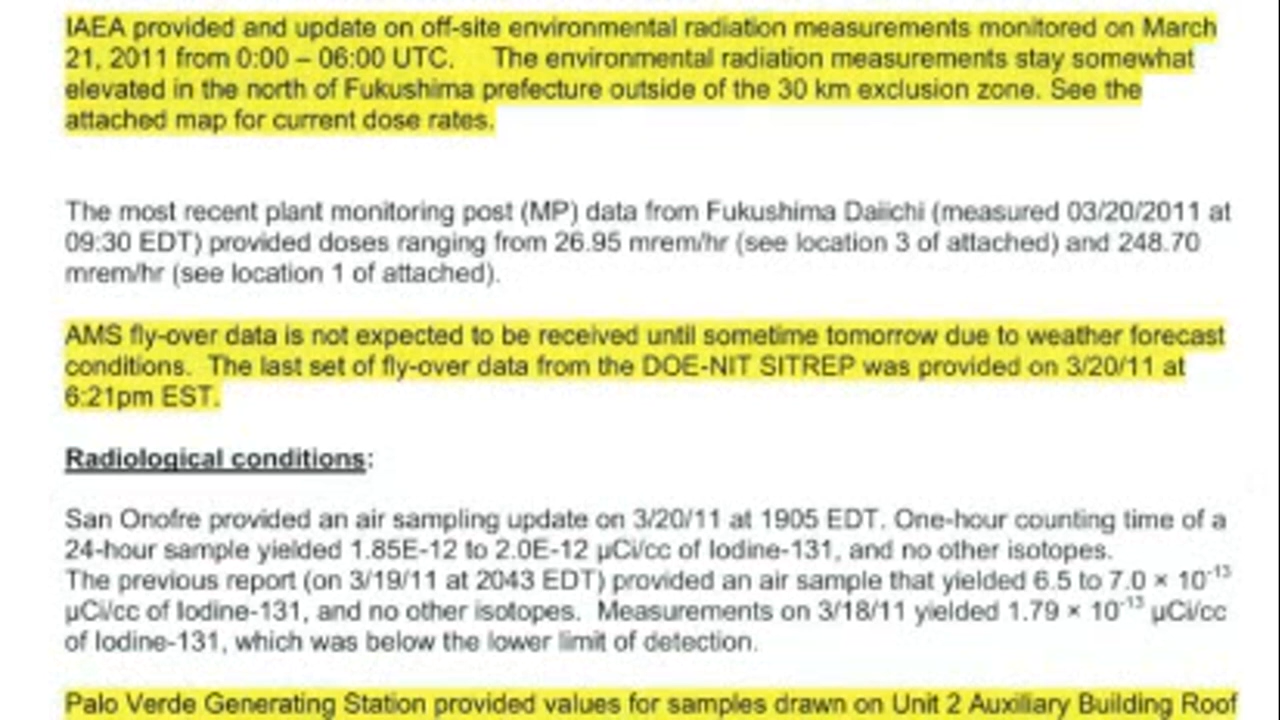 IAEA provided and update on off-site environmental radiation measurements monitored on March
21, 2011 from 0:00 – 06:00 UTC. The environmental radiation measurements stay somewhat
elevated in the north of Fukushima prefecture outside of the 30 km exclusion zone. See the
attached map for current dose rates.
The most recent plant monitoring post (MP) data from Fukushima Daiichi (measured 03/20/2011 at
09:30 EDT) provided doses ranging from 26.95 mrem/hr (see location 3 of attached) and 248.70
mrem/hr (see location 1 of attached).
AMS fly-over data is not expected to be received until sometime tomorrow due to weather forecast
conditions. The last set of fly-over data from the DOE-NIT SITREP was provided on 3/20/11 at
6:21pm EST.
Radiological conditions:
San Onofre provided an air sampling update on 3/20/11 at 1905 EDT. One-hour counting time of a
24-hour sample yielded 1.85E-12 to 2.0E-12 µCi/cc of Iodine-131, and no other isotopes.
The previous report (on 3/19/11 at 2043 EDT) provided an air sample that yielded 6.5 to 7.0 × 10⁻¹³
µCi/cc of Iodine-131, and no other isotopes. Measurements on 3/18/11 yielded 1.79 × 10⁻¹³ µCi/cc
of Iodine-131, which was below the lower limit of detection.
Palo Verde Generating Station provided values for samples drawn on Unit 2 Auxiliary Building Roof